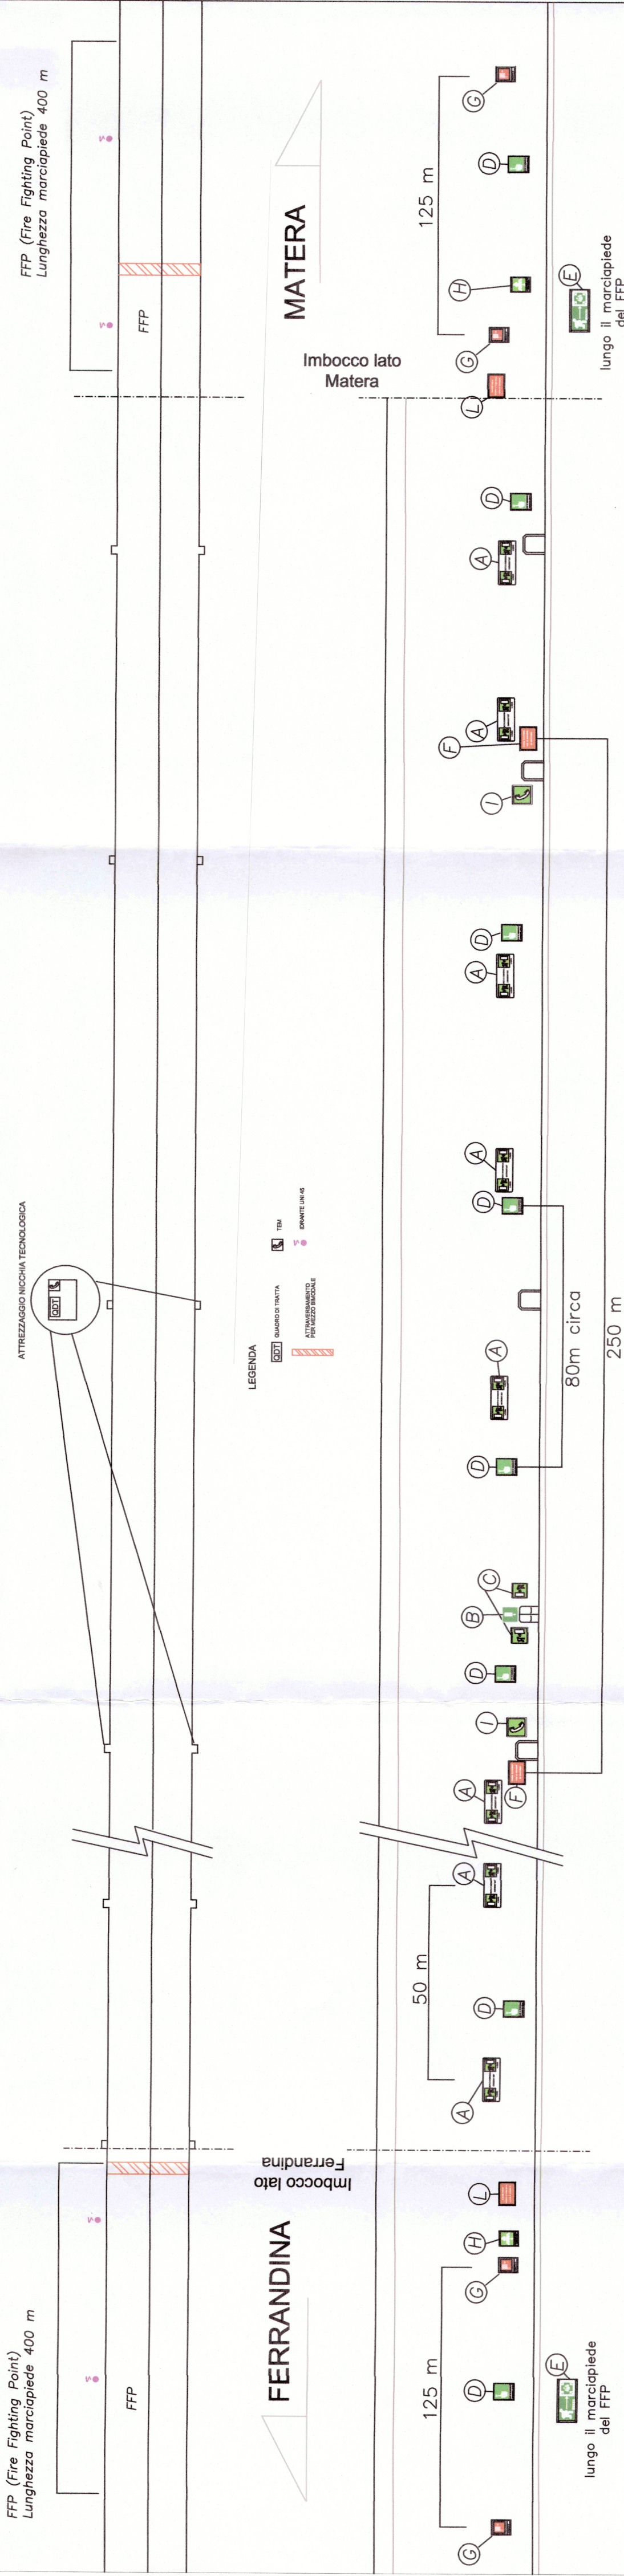 FFP (Fire Fighting Point)
Lunghezza marciapiede 400 m
FFP
MATERA
Imbocco lato
Matera
125 m
G
D
H
G
L
E
lungo il marciapiede
del FFP
D
A
A
F
I
D
A
A
D
80m circa
250 m
A
D
C
B
D
I
A
F
ATTREZZAGGIO NICCHIA TECNOLOGICA
QDT
LEGENDA
QDT
QUADRO DI TRATTA
TEM
ATTRAVERSAMENTO
PER MEZZO BIMODALE
IDRANTE UNI 45
A
50 m
D
A
Imbocco lato
Ferrandina
FERRANDINA
FFP (Fire Fighting Point)
Lunghezza marciapiede 400 m
FFP
L
H
G
125 m
D
G
E
lungo il marciapiede
del FFP